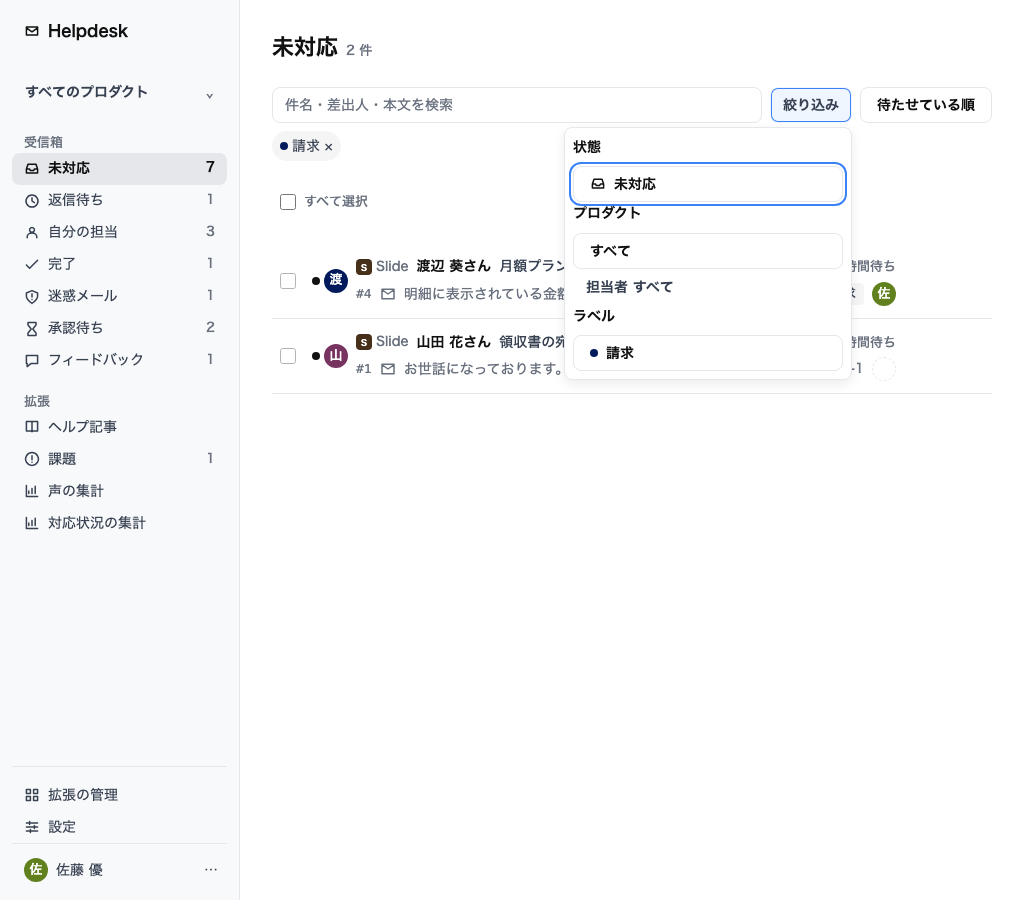 Helpdesk
すべてのプロダクト
受信箱
未対応 7
返信待ち 1
自分の担当 3
完了 1
迷惑メール 1
承認待ち 2
フィードバック 1
拡張
ヘルプ記事
課題 1
声の集計
対応状況の集計
拡張の管理
設定
佐 佐藤 優 …
未対応 2 件
件名・差出人・本文を検索 絞り込み 待たせている順
請求 ×
すべて選択
状態
未対応
プロダクト
すべて
担当者 すべて
ラベル
請求
渡 S Slide 渡辺 葵さん 月額プラン 時間待ち
#4 明細に表示されている金額 佐
山 S Slide 山田 花さん 領収書の宛 時間待ち
#1 お世話になっております。 -1